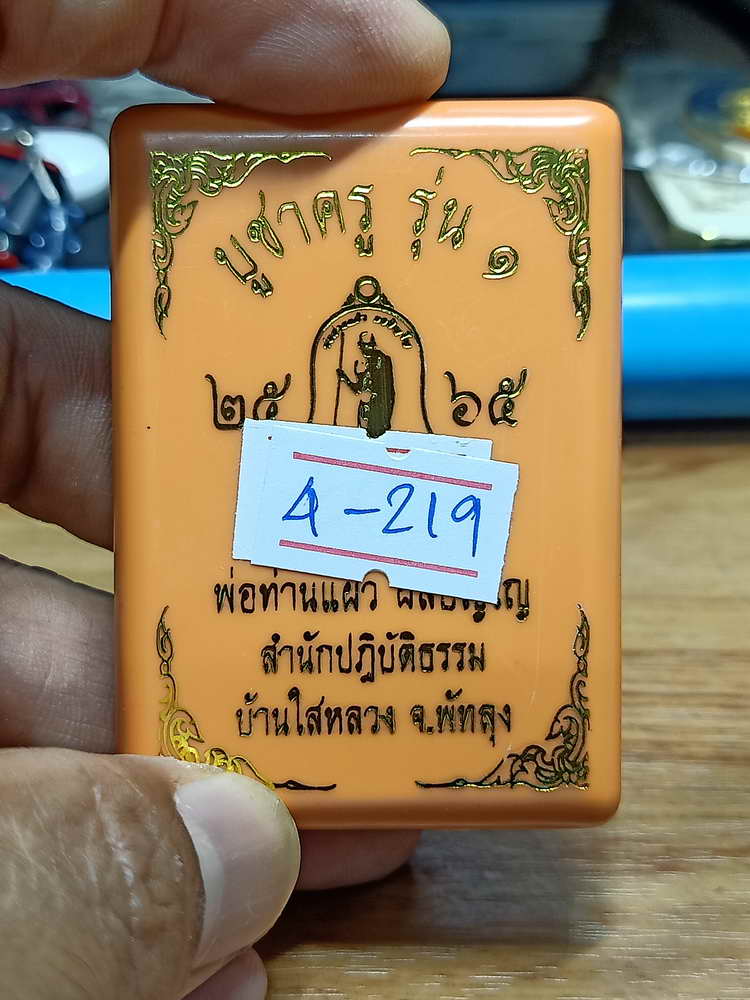 บูชาครู รุ่น ๑
๒๕ ๖๕
4-219
พ่อท่านแผ้ว
สำนักปฎิบัติธรรม
บ้านใสหลวง จ.พัทลุง